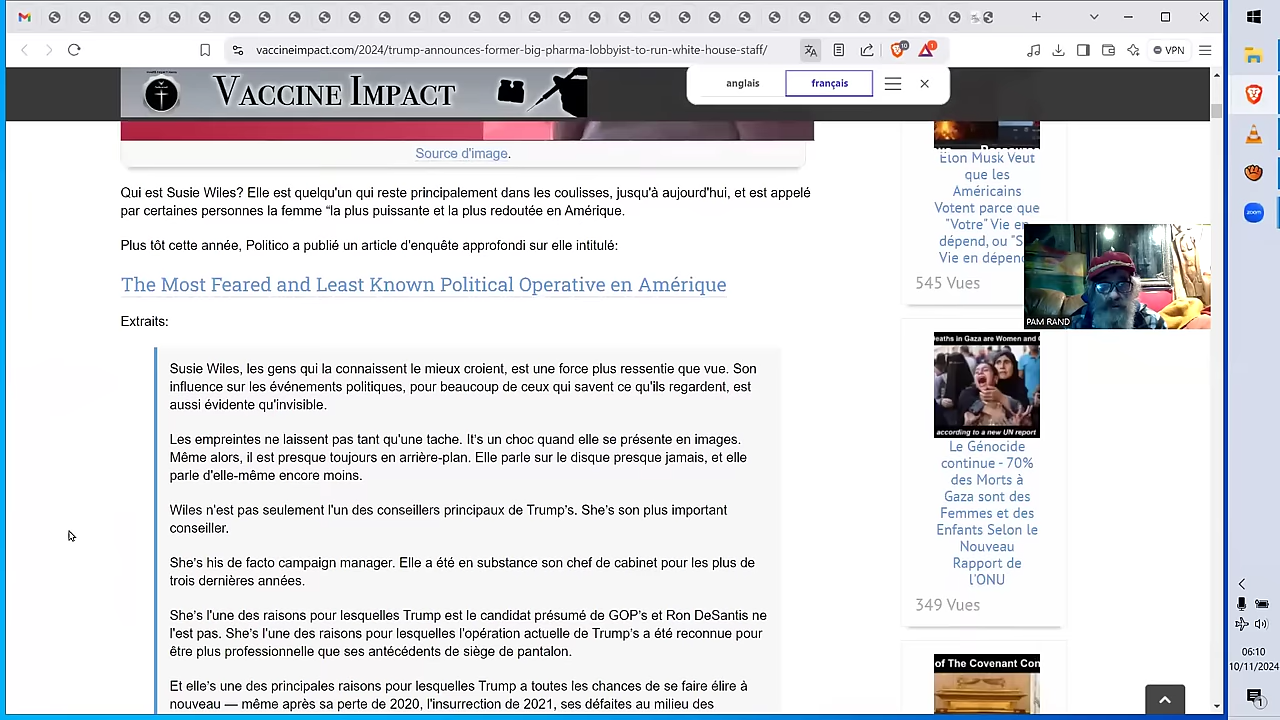 vaccineimpact.com/2024/trump-announces-former-big-pharma-lobbyist-to-run-white-house-staff/
10
1
VPN
VACCINE IMPACT
anglais
français
Source d'image.
Qui est Susie Wiles? Elle est quelqu'un qui reste principalement dans les coulisses, jusqu'à aujourd'hui, et est appelé
par certaines personnes la femme “la plus puissante et la plus redoutée en Amérique.
Plus tôt cette année, Politico a publié un article d'enquête approfondi sur elle intitulé:
The Most Feared and Least Known Political Operative en Amérique
Extraits:
Susie Wiles, les gens qui la connaissent le mieux croient, est une force plus ressentie que vue. Son
influence sur les événements politiques, pour beaucoup de ceux qui savent ce qu'ils regardent, est
aussi évidente qu'invisible.
Les empreintes ne laissent pas tant qu'un décalcomanie
Même alors, mais, toujours en arrière-plan. Elle parle sur le disque presque jamais, et elle
parle d'elle-même encore moins.
Wiles n'est pas seulement l'un des conseillers principaux de Trump's. She's son plus important
conseiller.
She's his de facto campaign manager. Elle a été en substance son chef de cabinet pour les plus de
trois dernières années.
She's l'une des raisons pour lesquelles Trump est le candidat présumé de GOP's et Ron DeSantis ne
l'est pas. She's l'une des raisons pour lesquelles l'opération actuelle de Trump's a été reconnue pour
être plus professionnelle que ses antécédents de siège de pantalon.
Et elle's une des principales raisons pour lesquelles Trump a toutes les chances de se faire élire à
nouveau — même après sa perte de 2020, l'insurrection de 2021, ses défaites au milieu des
Elon Musk Veut
que les
Américains
Votent parce que
"Votre" Vie en
dépend, ou "S
Vie en dépend
545 Vues
PAM RAND
Deaths in Gaza are Women and
according to a new UN report
Le Génocide
continue - 70%
des Morts à
Gaza sont des
Femmes et des
Enfants Selon le
Nouveau
Rapport de
l'ONU
349 Vues
of The Covenant Con
zoom
06:10
10/11/2024